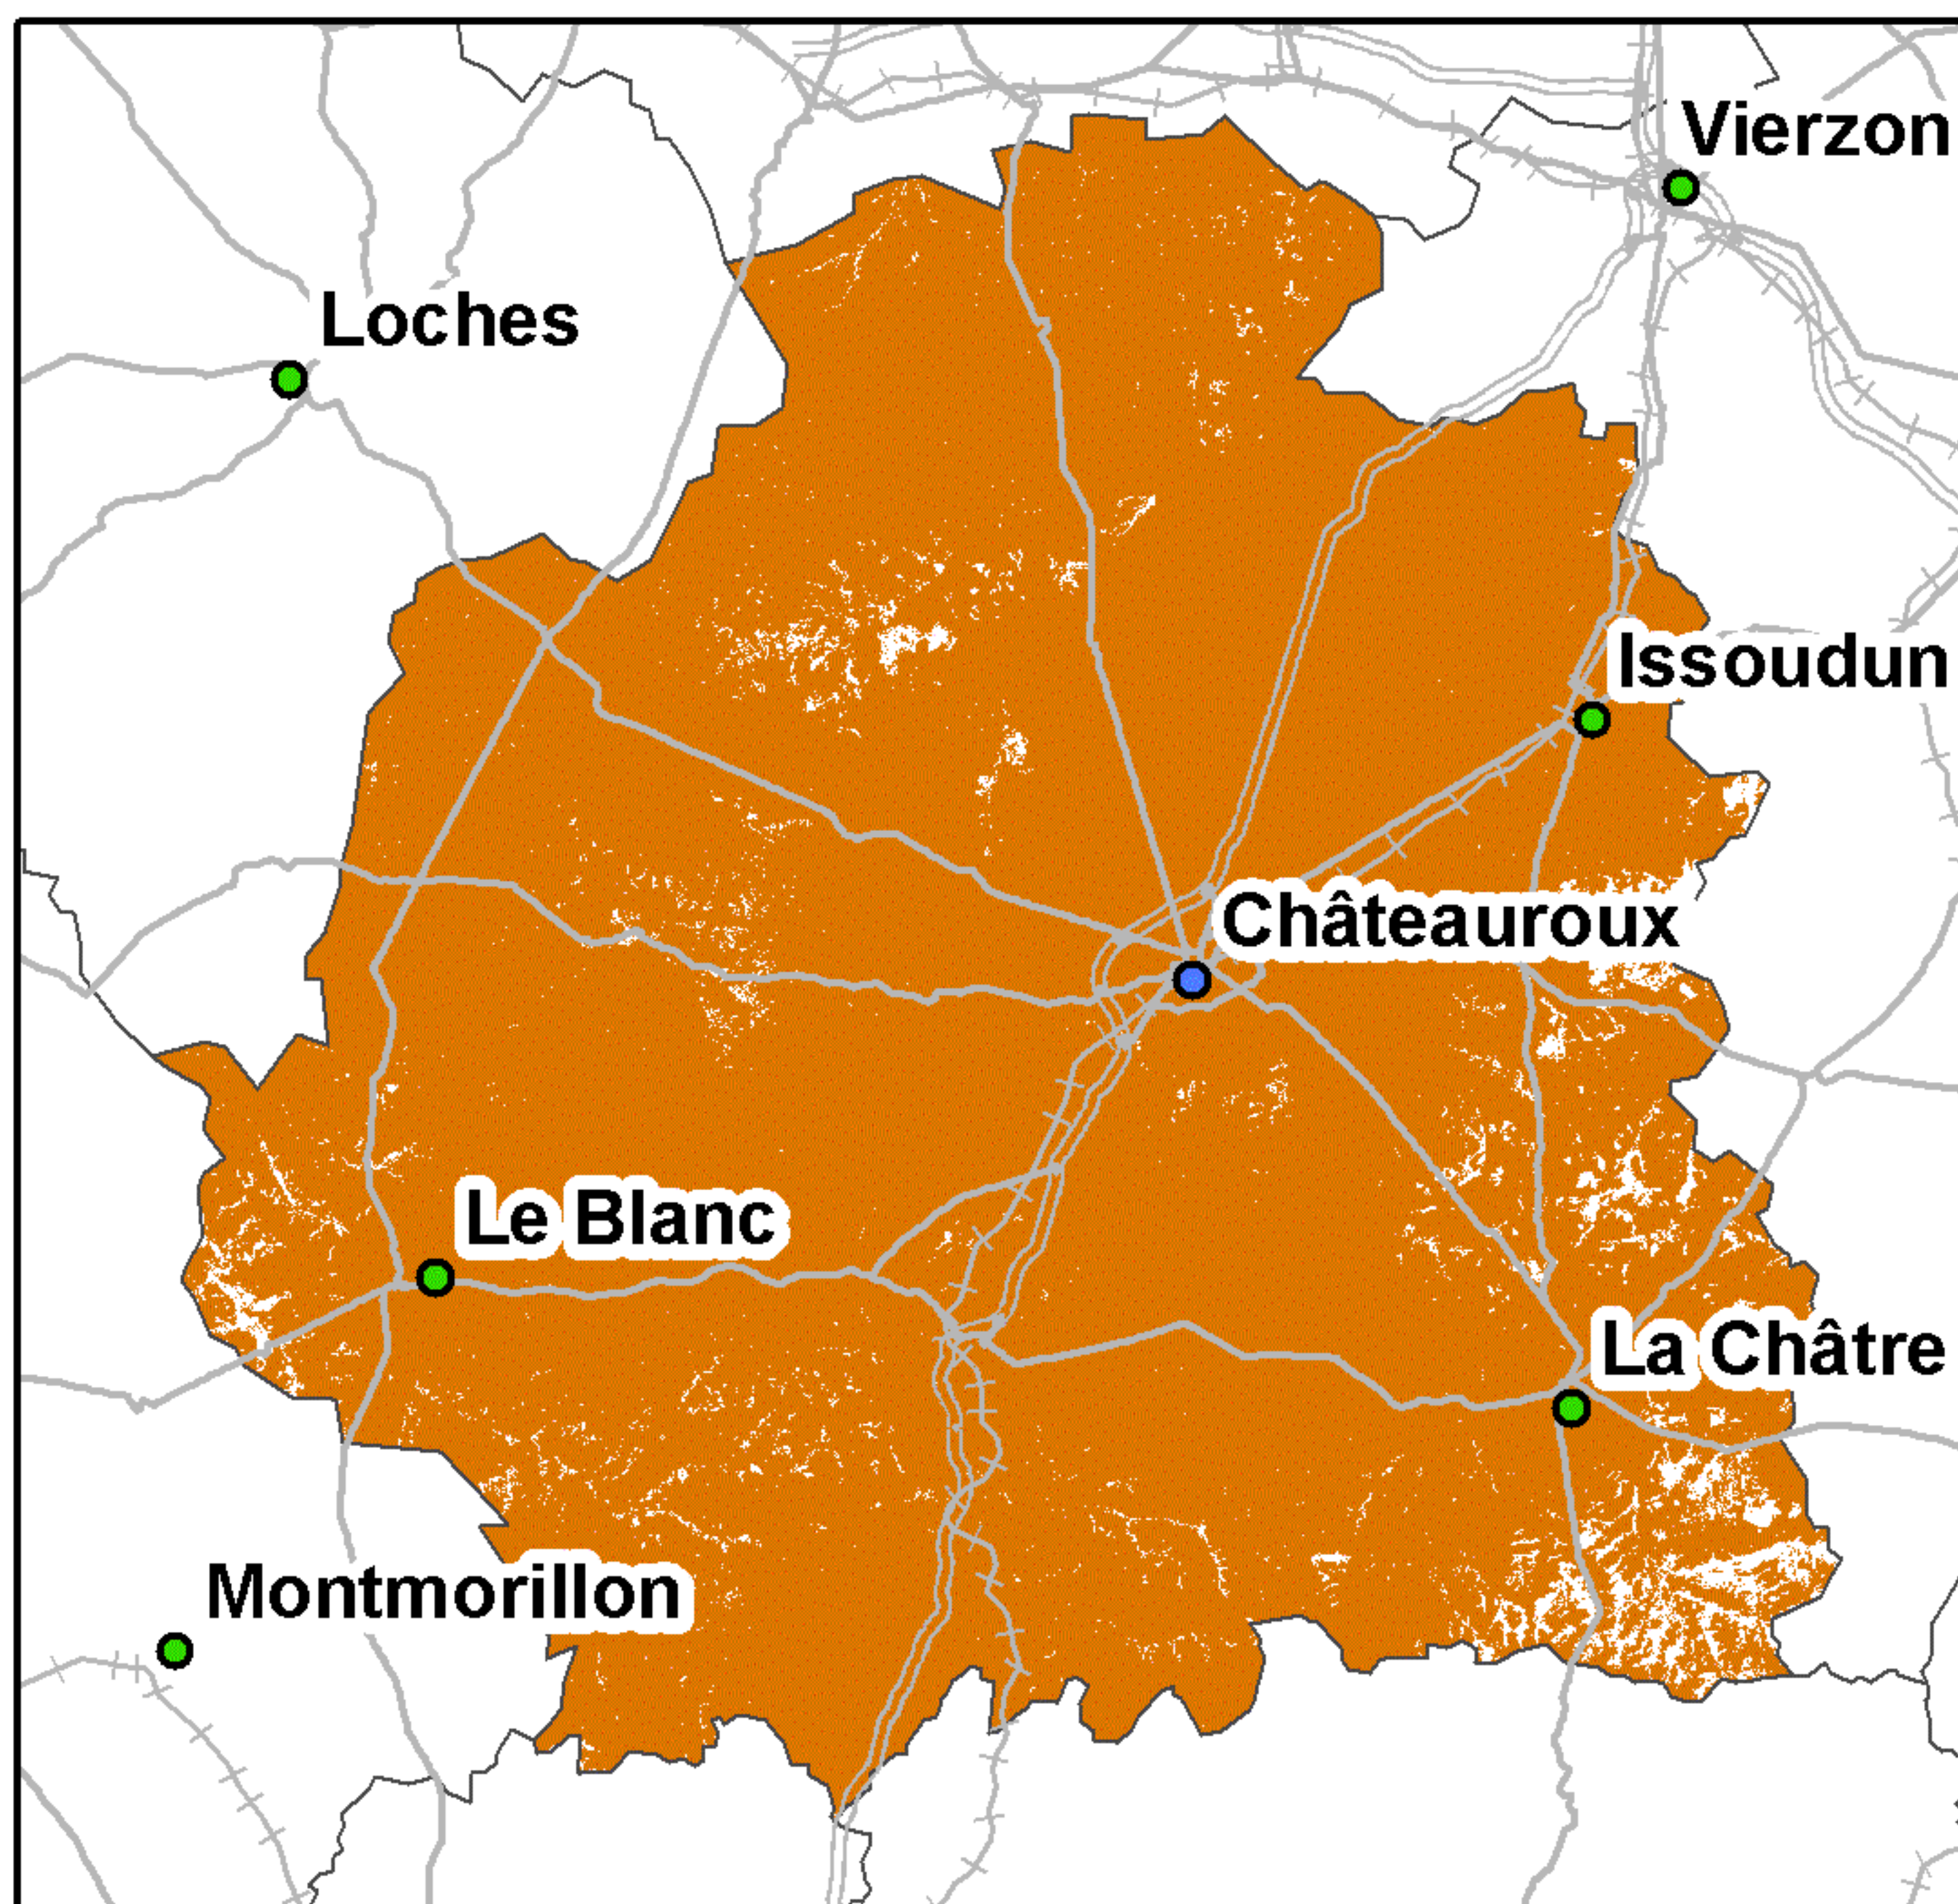 Vierzon
Loches
Issoudun
Châteauroux
Le Blanc
La Châtre
Montmorillon